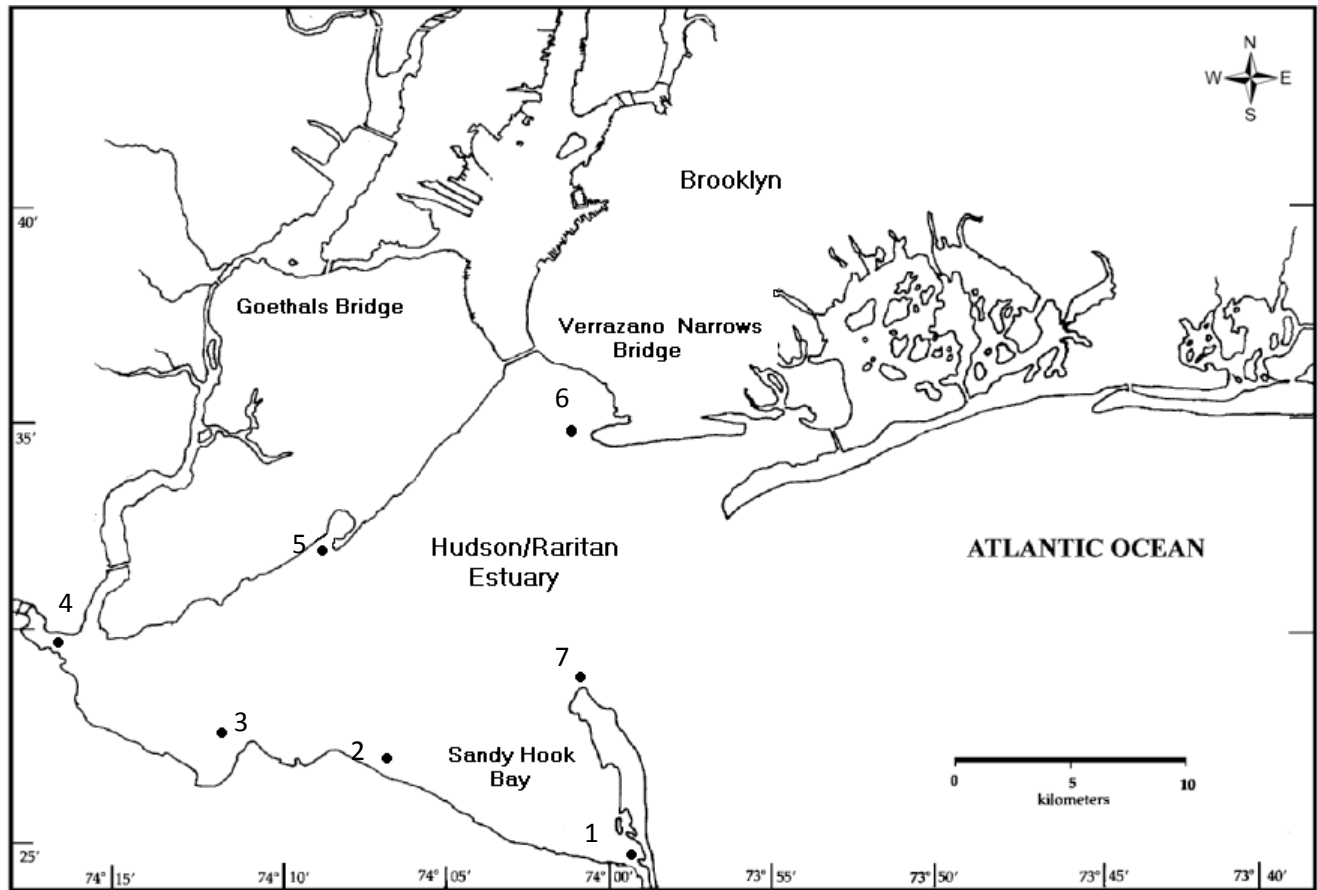 N
W E
S
Brooklyn
40'
Goethals Bridge
Verrazano Narrows
Bridge
6
35'
5
Hudson/Raritan
Estuary
ATLANTIC OCEAN
4
7
3
2
Sandy Hook
Bay
0 5 10
kilometers
1
25'
74° 15' 74° 10' 74° 05' 74° 00' 73° 55' 73° 50' 73° 45' 73° 40'